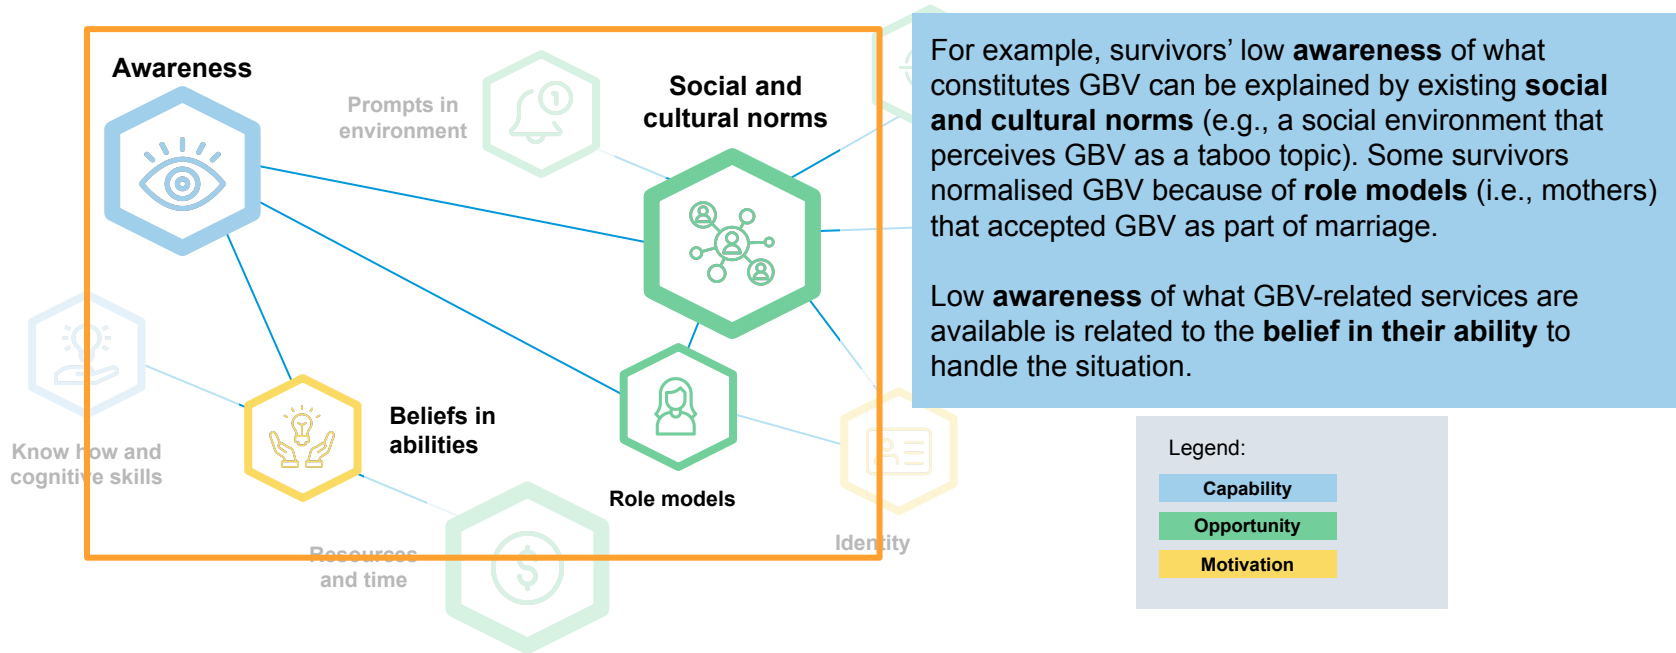 Awareness
Prompts in
environment
1
Social and
cultural norms
Know how and
cognitive skills
Beliefs in
abilities
Role models
Resources
and time
$
Identity
For example, survivors’ low awareness of what
constitutes GBV can be explained by existing social
and cultural norms (e.g., a social environment that
perceives GBV as a taboo topic). Some survivors
normalised GBV because of role models (i.e., mothers)
that accepted GBV as part of marriage.
Low awareness of what GBV-related services are
available is related to the belief in their ability to
handle the situation.
Legend:
Capability
Opportunity
Motivation